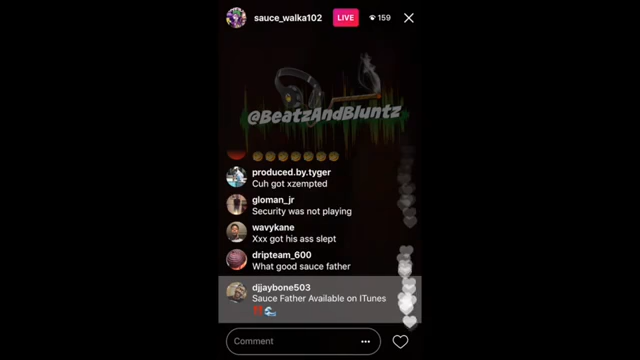 sauce_walka102
LIVE
159
@BeatzAndBluntz
produced.by.tyger
Cuh got xzempted
gloman_jr
Security was not playing
wavykane
Xxx got his ass slept
dripteam_600
What good sauce father
djjaybone503
Sauce Father Available on ITunes
‼️🌊
Comment